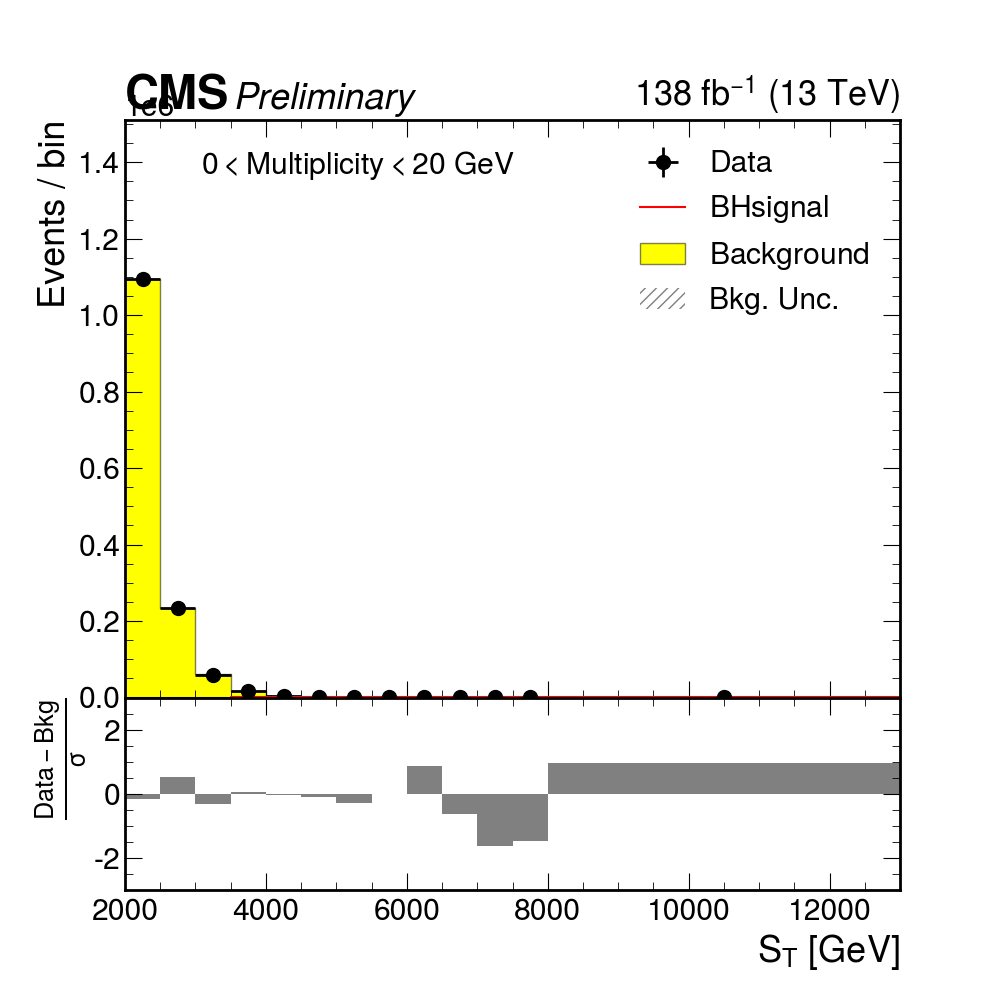 CMS Preliminary
138 fb⁻¹ (13 TeV)
1e6
Events / bin
0 < Multiplicity < 20 GeV
Data
BHsignal
Background
Bkg. Unc.
1.4
1.2
1.0
0.8
0.6
0.4
0.2
0.0
Data – Bkg
σ
2
0
-2
2000 4000 6000 8000 10000 12000
S_T [GeV]